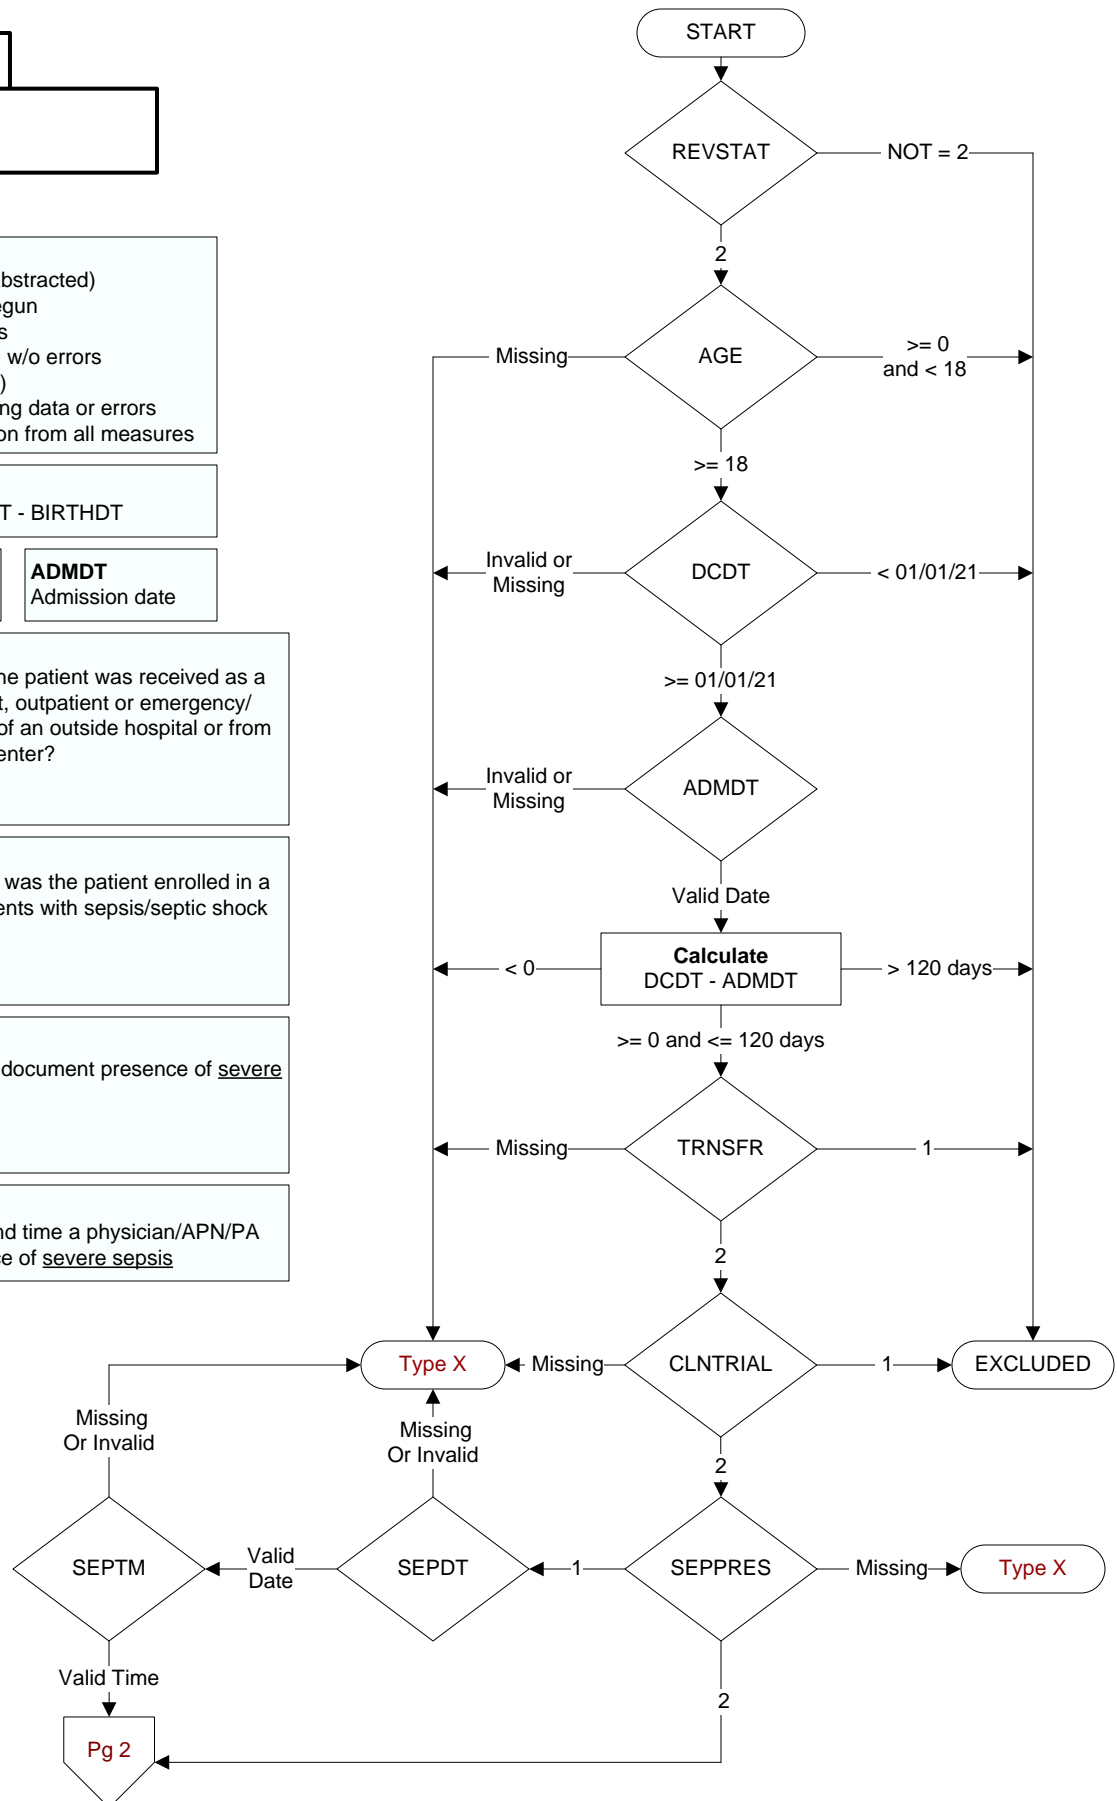 START
REVSTAT
NOT = 2
2
AGE
Missing
>= 0
and < 18
>= 18
DCDT
Invalid or
Missing
< 01/01/21
>= 01/01/21
ADMDT
Invalid or
Missing
Valid Date
Calculate
DCDT - ADMDT
< 0
> 120 days
>= 0 and <= 120 days
TRNSFR
Missing
1
2
CLNTRIAL
Missing
1
Type X
EXCLUDED
2
SEPPRES
1
Missing
Type X
SEPDT
Missing
Or Invalid
Valid
Date
SEPTM
Missing
Or Invalid
Valid Time
2
Pg 2
bstracted)
egun
s
w/o errors
)
ng data or errors
on from all measures
T - BIRTHDT
ADMDT
Admission date
he patient was received as a
t, outpatient or emergency/
of an outside hospital or from
enter?
was the patient enrolled in a
ents with sepsis/septic shock
document presence of severe
nd time a physician/APN/PA
ce of severe sepsis